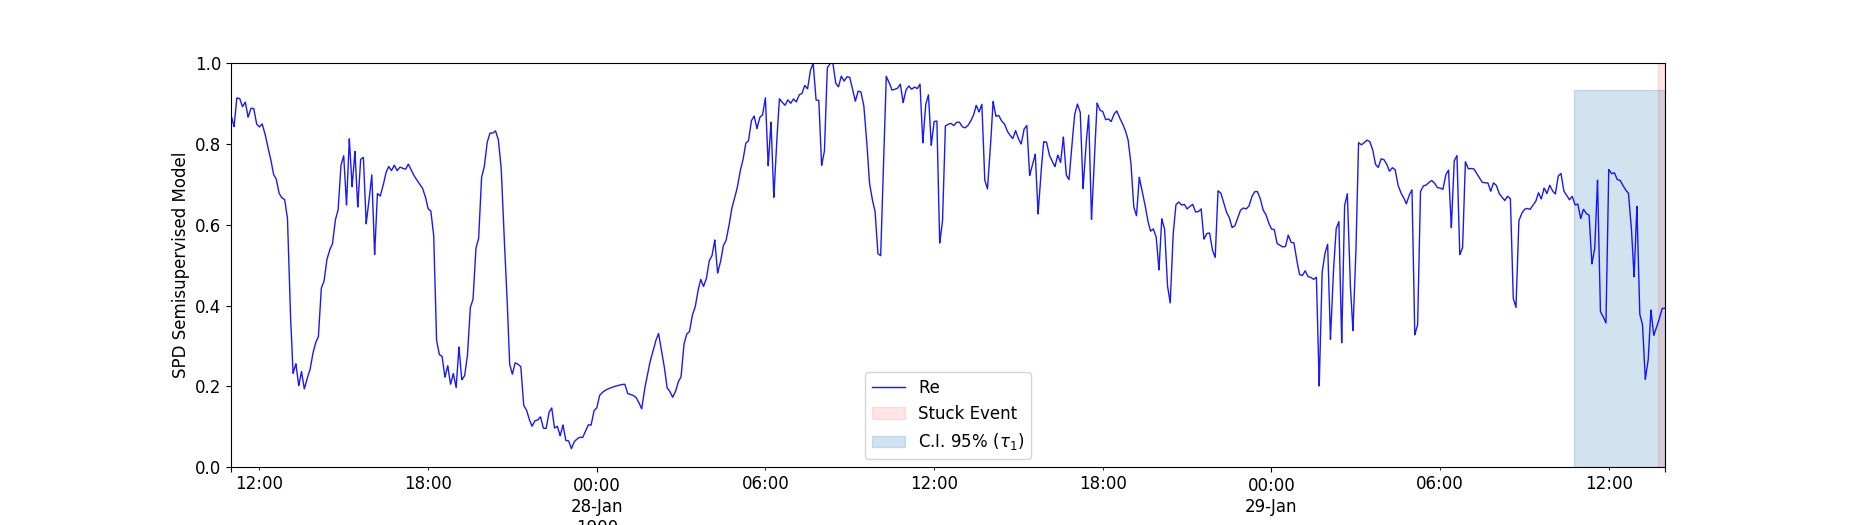 1.0
0.8
0.6
0.4
0.2
0.0
SPD Semisupervised Model
Re
Stuck Event
C.I. 95% (τ₁)
12:00 18:00 00:00 06:00 12:00 18:00 00:00 06:00 12:00
28-Jan 29-Jan
1900